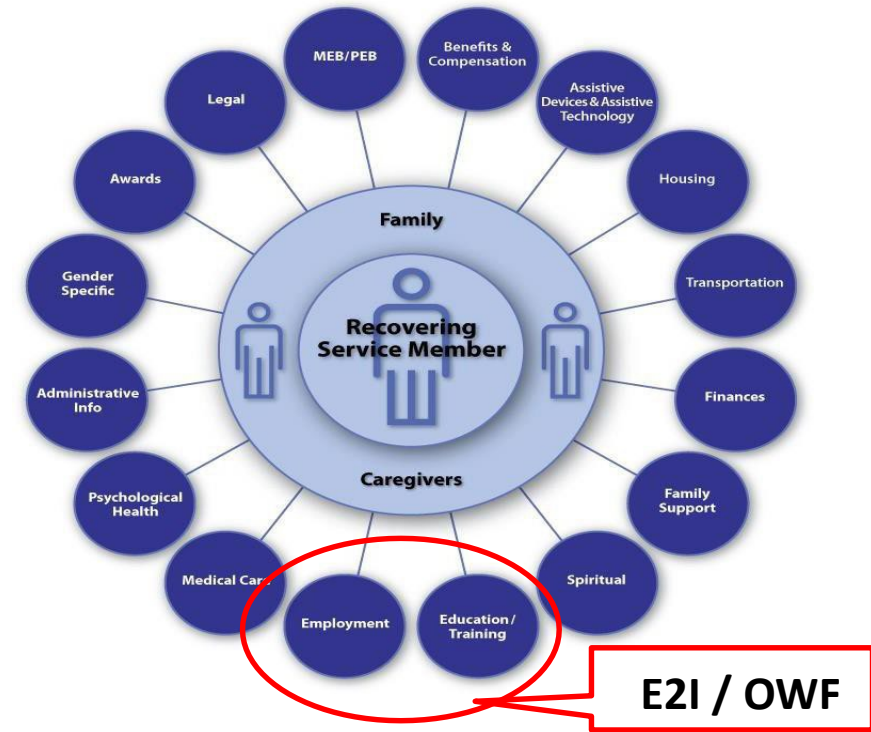 MEB/PEB
Benefits &
Compensation
Assistive
Devices & Assistive
Technology
Housing
Transportation
Finances
Family
Support
Spiritual
Education/
Training
Employment
Medical Care
Psychological
Health
Administrative
Info
Gender
Specific
Awards
Legal
Family
Recovering
Service Member
Caregivers
E2I / OWF